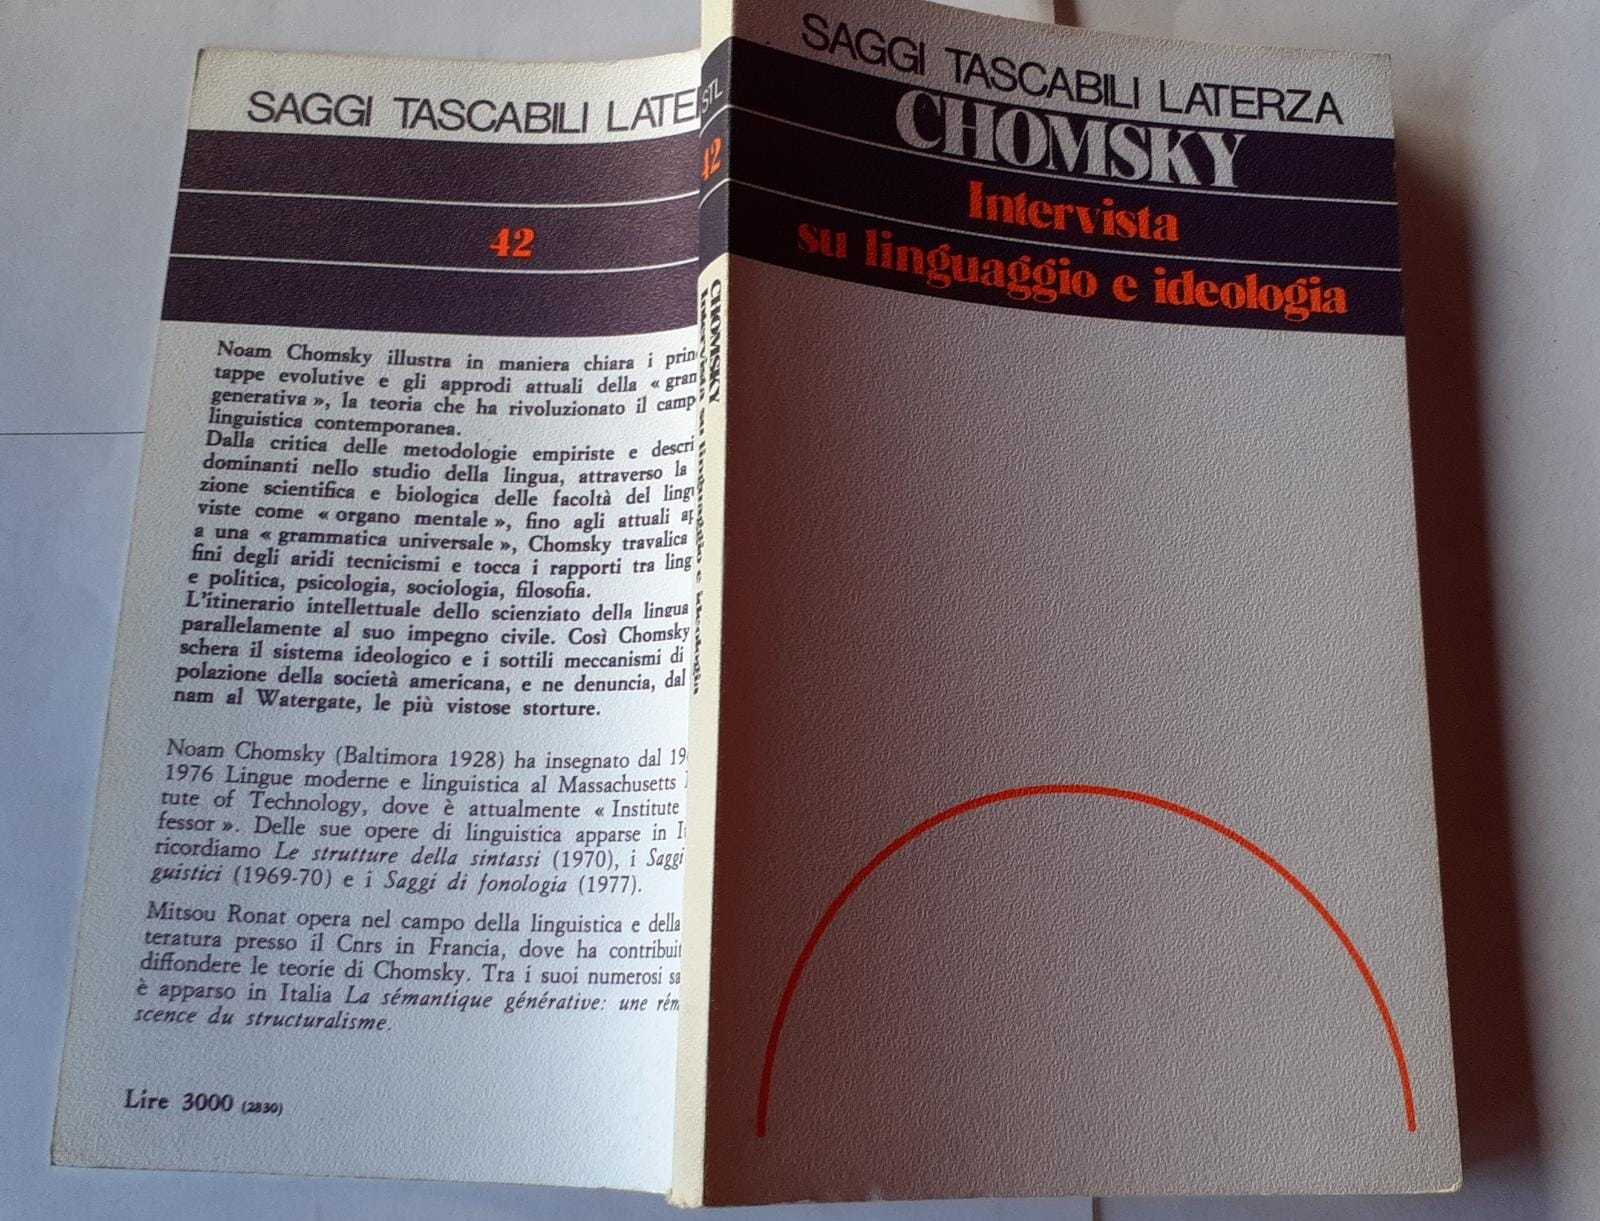 SAGGI TASCABILI LATE
42
Noam Chomsky illustra in maniera chiara i prin
tappe evolutive e gli approdi attuali della « gram
generativa », la teoria che ha rivoluzionato il camp
linguistica contemporanea.
Dalla critica delle metodologie empiriste e descri
dominanti nello studio della lingua, attraverso la
zione scientifica e biologica delle facoltà del lingu
viste come « organo mentale », fino agli attuali ap
a una « grammatica universale », Chomsky travalica
fini degli aridi tecnicismi e tocca i rapporti tra ling
e politica, psicologia, sociologia, filosofia.
L'itinerario intellettuale dello scienziato della lingua
parallelamente al suo impegno civile. Così Chomsky
schera il sistema ideologico e i sottili meccanismi di
polazione della società americana, e ne denuncia, dal
nam al Watergate, le più vistose storture.
Noam Chomsky (Baltimora 1928) ha insegnato dal 19
1976 Lingue moderne e linguistica al Massachusetts I
tute of Technology, dove è attualmente « Institute
fessor ». Delle sue opere di linguistica apparse in It
ricordiamo Le strutture della sintassi (1970), i Saggi
guistici (1969-70) e i Saggi di fonologia (1977).
Mitsou Ronat opera nel campo della linguistica e della
teratura presso il Cnrs in Francia, dove ha contribuit
diffondere le teorie di Chomsky. Tra i suoi numerosi sa
è apparso in Italia La sémantique générative: une rém
scence du structuralisme.
Lire 3000 (2830)
STL
42
CHOMSKY
Intervista su linguaggio e ideologia
SAGGI TASCABILI LATERZA
CHOMSKY
Intervista
su linguaggio e ideologia